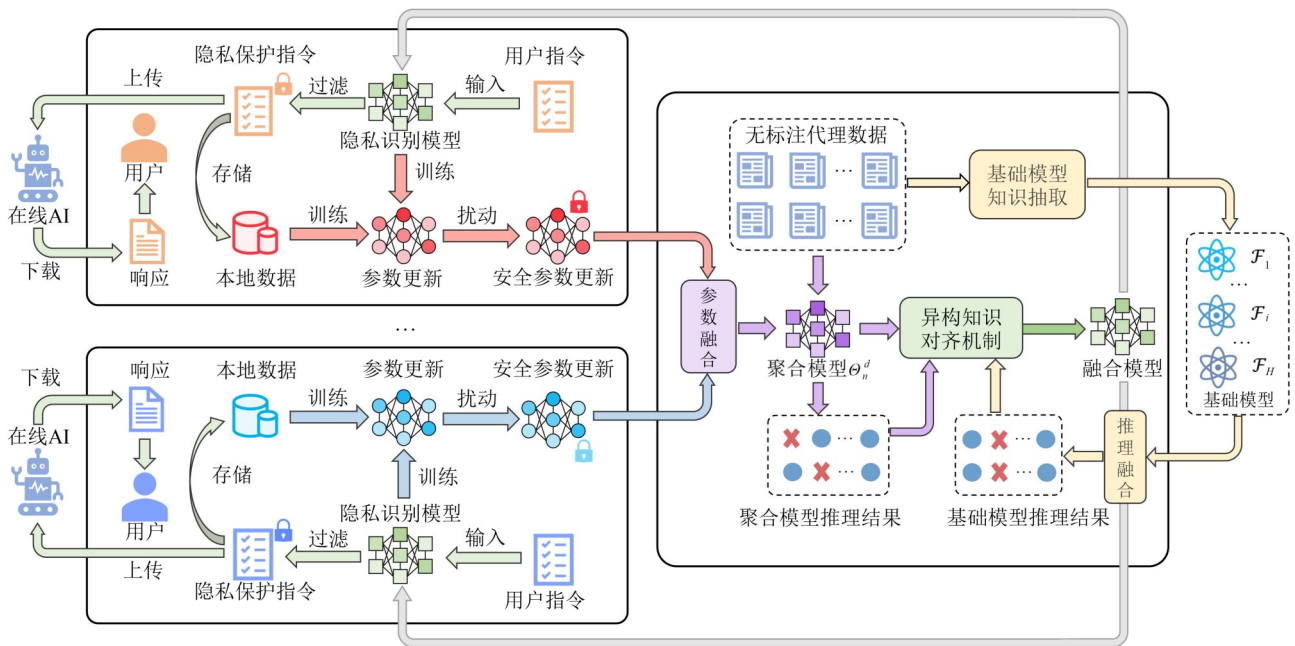 隐私保护指令
用户指令
上传
过滤
输入
隐私识别模型
用户
存储
训练
在线AI
训练
扰动
下载
响应
本地数据
参数更新
安全参数更新
…
下载
响应
本地数据
参数更新
安全参数更新
训练
扰动
在线AI
存储
训练
用户
隐私识别模型
过滤
输入
上传
隐私保护指令
用户指令
无标注代理数据
…
…
基础模型
知识抽取
参数融合
聚合模型Θₙᵈ
异构知识
对齐机制
融合模型
ℱ₁
…
ℱᵢ
…
ℱ_H
基础模型
…
…
聚合模型推理结果
…
…
基础模型推理结果
推理融合